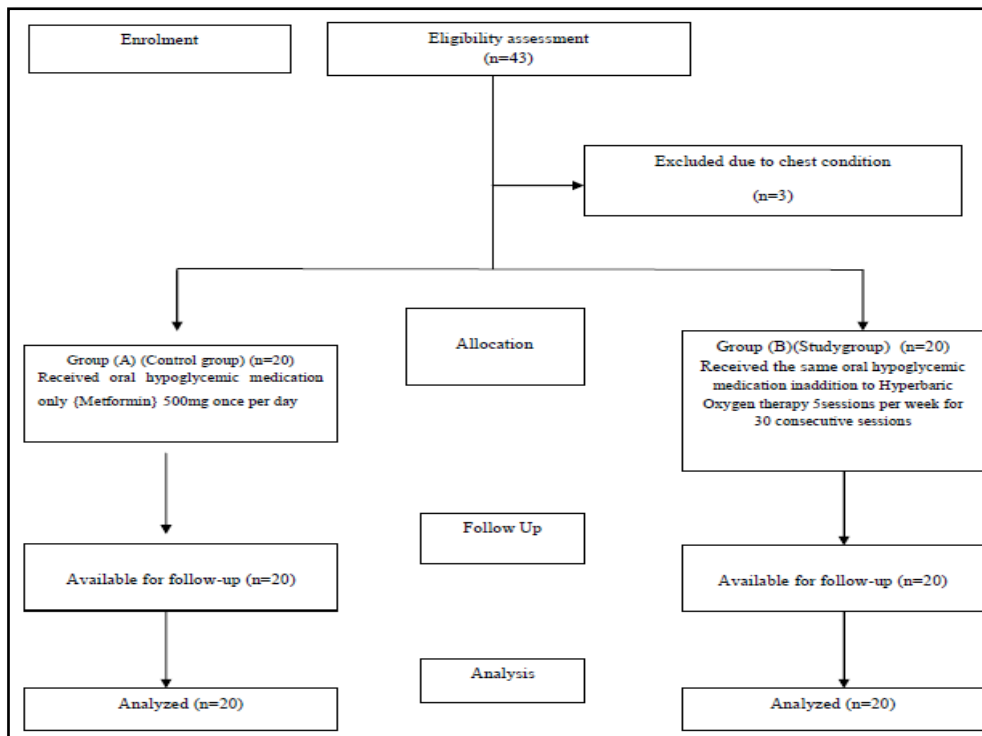 Enrolment
Eligibility assessment
(n=43)
Excluded due to chest condition
(n=3)
Allocation
Group (A) (Control group) (n=20)
Received oral hypoglycemic medication
only {Metformin} 500mg once per day
Group (B)(Studygroup) (n=20)
Received the same oral hypoglycemic
medication inaddition to Hyperbaric
Oxygen therapy 5sessions per week for
30 consecutive sessions
Follow Up
Available for follow-up (n=20)
Available for follow-up (n=20)
Analysis
Analyzed (n=20)
Analyzed (n=20)